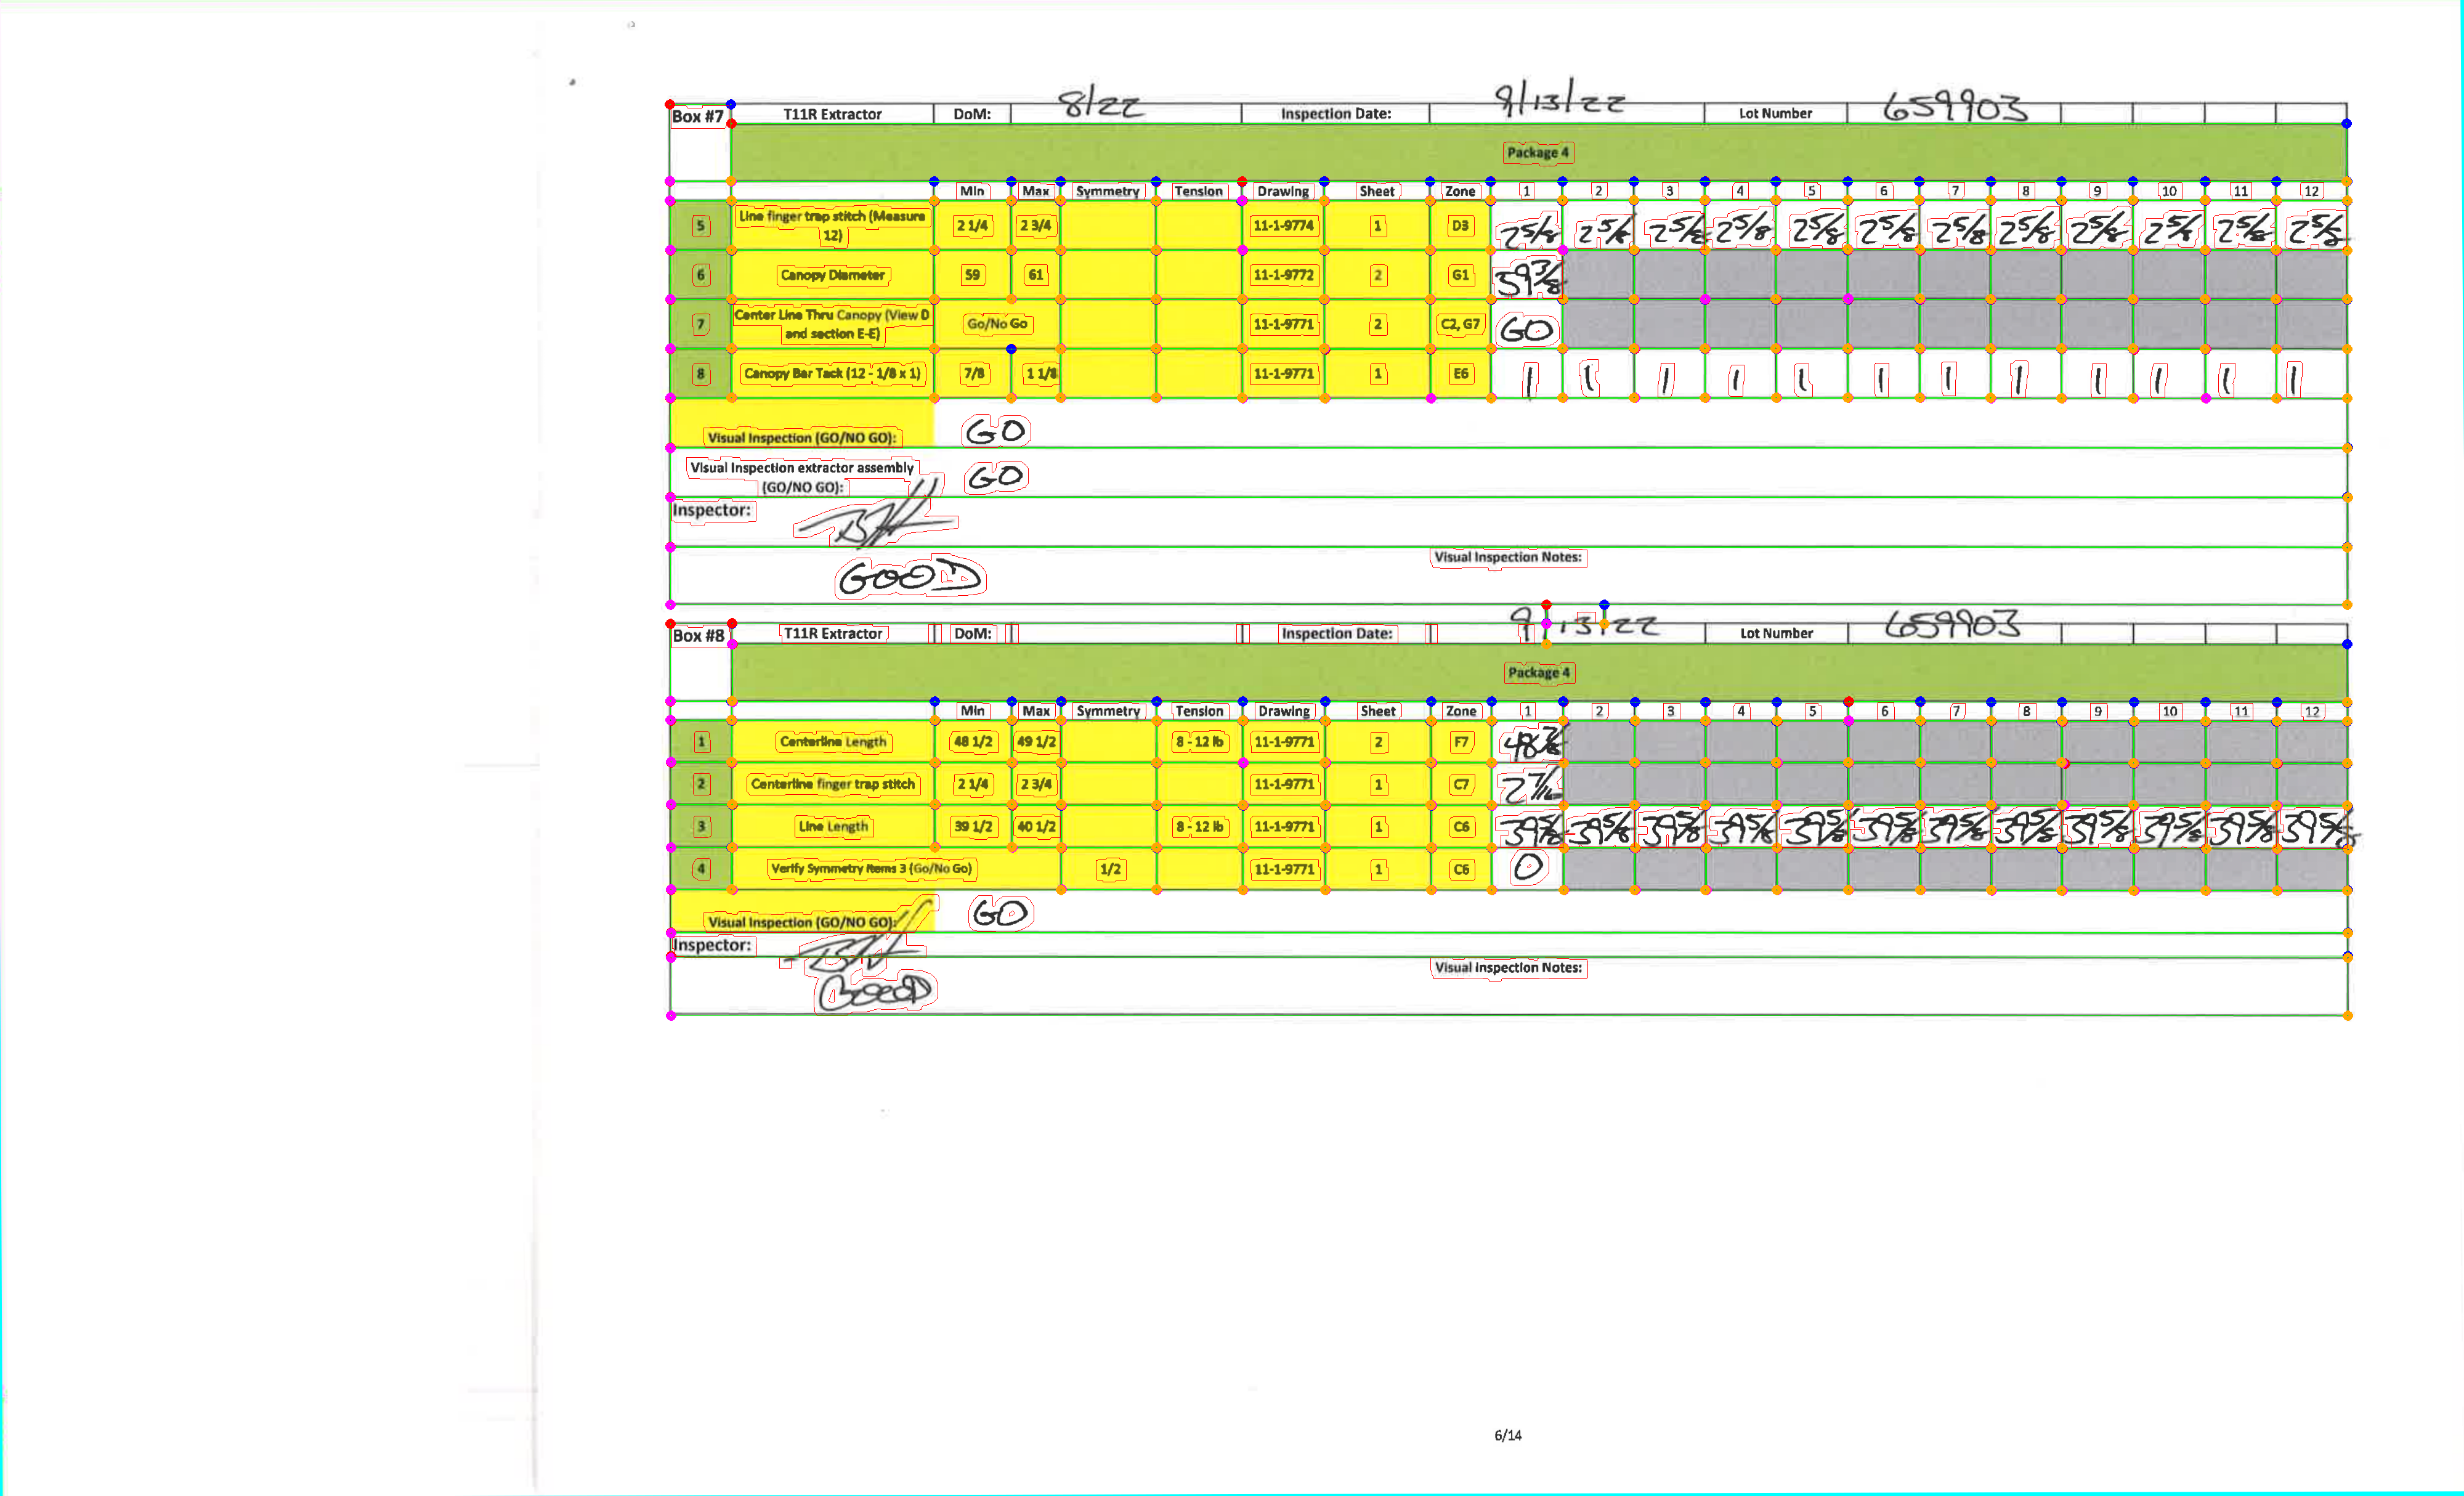 Box #7 T11R Extractor DoM: 8/22 Inspection Date: 9/13/22 Lot Number 659903
Package 4
Min Max Symmetry Tension Drawing Sheet Zone 1 2 3 4 5 6 7 8 9 10 11 12
5 Line finger trap stitch (Measure 12) 2 1/4 2 3/4 11-1-9774 1 D3 2 5/8 2 5/8 2 5/8 2 5/8 2 5/8 2 5/8 2 5/8 2 5/8 2 5/8 2 5/8 2 5/8 2 5/8
6 Canopy Diameter 59 61 11-1-9772 2 G1 59 3/8
7 Center Line Thru Canopy (View D and section E-E) Go/No Go 11-1-9771 2 C2, G7 GO
8 Canopy Bar Tack (12 - 1/8 x 1) 7/8 1 1/8 11-1-9771 1 E6 1 1 1 1 1 1 1 1 1 1 1 1
Visual Inspection (GO/NO GO): GO
Visual Inspection extractor assembly (GO/NO GO): GO
Inspector:
Visual Inspection Notes:
GOOD
Box #8 T11R Extractor DoM: Inspection Date: 9/13/22 Lot Number 659903
Package 4
Min Max Symmetry Tension Drawing Sheet Zone 1 2 3 4 5 6 7 8 9 10 11 12
1 Centerline Length 48 1/2 49 1/2 8 - 12 lb 11-1-9771 2 F7 48 7/8
2 Centerline finger trap stitch 2 1/4 2 3/4 11-1-9771 1 C7 2 7/16
3 Line Length 39 1/2 40 1/2 8 - 12 lb 11-1-9771 1 C6 39 5/8 39 5/8 39 5/8 39 5/8 39 5/8 39 5/8 39 5/8 39 5/8 39 5/8 39 5/8 39 5/8 39 5/8
4 Verify Symmetry Items 3 (Go/No Go) 1/2 11-1-9771 1 C6 0
Visual Inspection (GO/NO GO): GO
Inspector:
Visual Inspection Notes:
GOOD
6/14